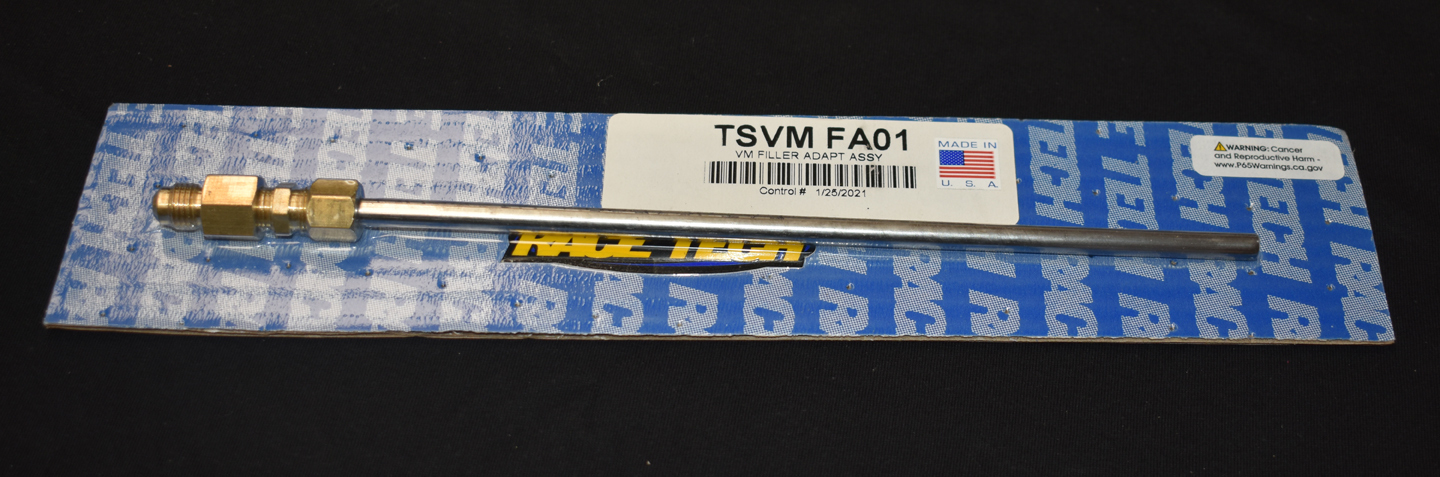 TSVM FA01
VM FILLER ADAPT ASSY
Control # 1/25/2021
MADE IN
U. S. A.
WARNING: Cancer
and Reproductive Harm -
www.P65Warnings.ca.gov
RACE TECH